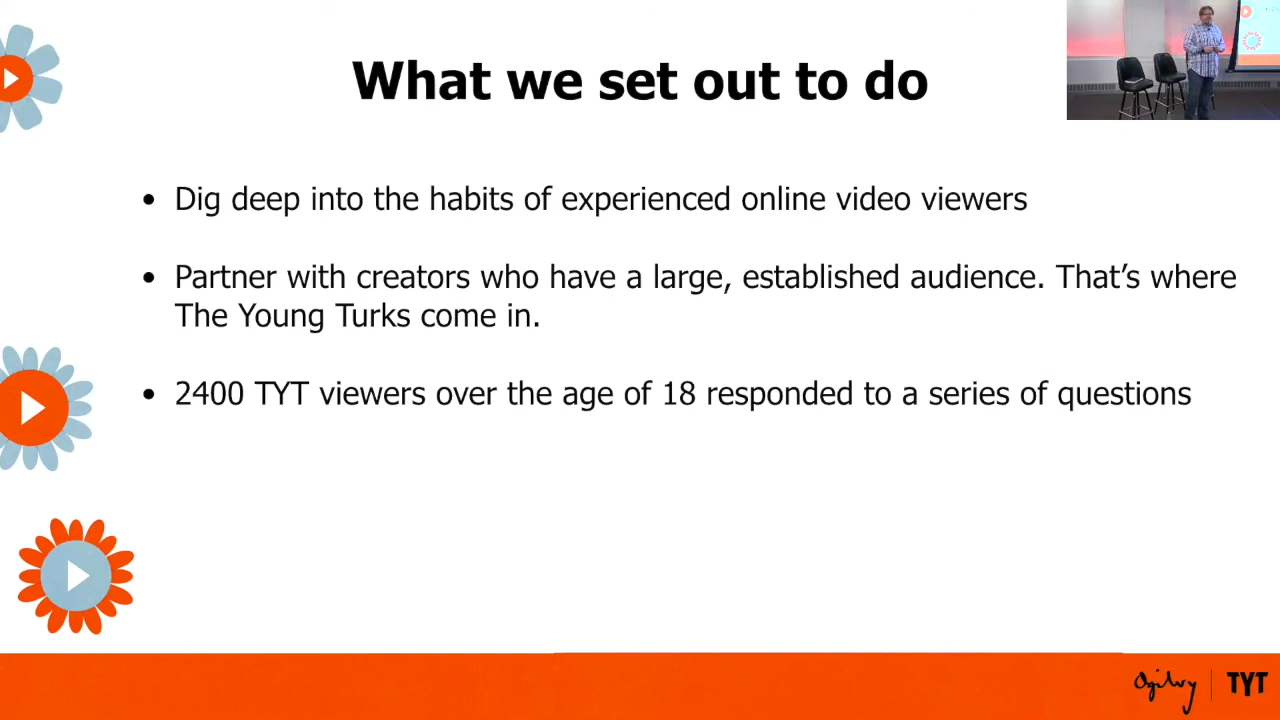 What we set out to do
• Dig deep into the habits of experienced online video viewers
• Partner with creators who have a large, established audience. That’s where
The Young Turks come in.
• 2400 TYT viewers over the age of 18 responded to a series of questions
Ogilvy | TYT